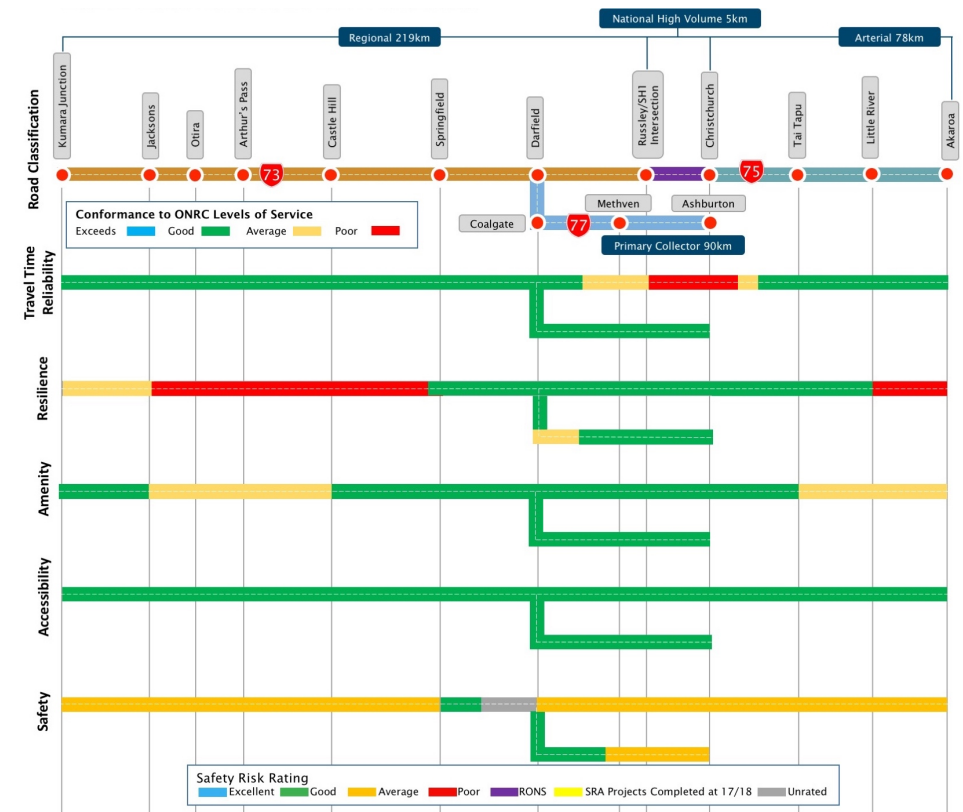 National High Volume 5km
Regional 219km
Arterial 78km
Road Classification
Kumara Junction
Jacksons
Otira
Arthur's Pass
Castle Hill
Springfield
Darfield
Russley/SH1
Intersection
Christchurch
Tai Tapu
Little River
Akaroa
73
75
Conformance to ONRC Levels of Service
Exceeds Good Average Poor
Coalgate
77
Methven
Ashburton
Primary Collector 90km
Travel Time
Reliability
Resilience
Amenity
Accessibility
Safety
Safety Risk Rating
Excellent Good Average Poor RONS SRA Projects Completed at 17/18 Unrated